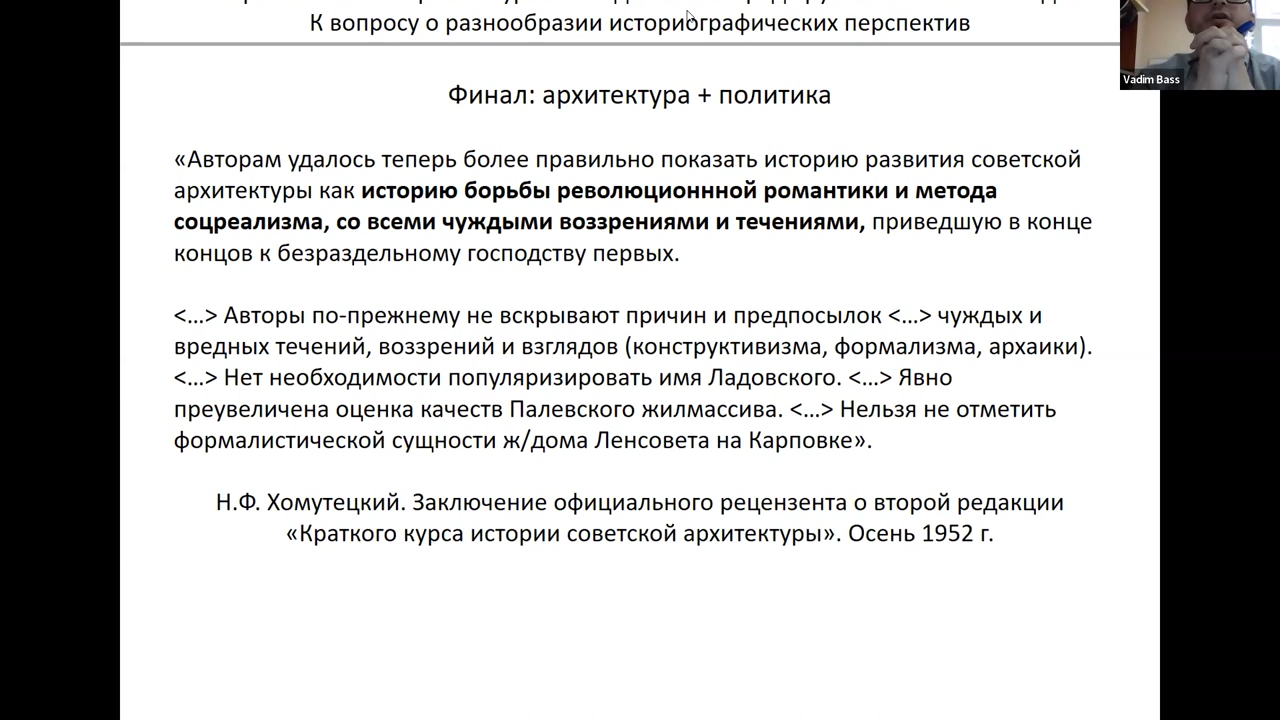 К вопросу о разнообразии историографических перспектив
Vadim Bass
Финал: архитектура + политика
«Авторам удалось теперь более правильно показать историю развития советской
архитектуры как историю борьбы революционнной романтики и метода
соцреализма, со всеми чуждыми воззрениями и течениями, приведшую в конце
концов к безраздельному господству первых.
<…> Авторы по-прежнему не вскрывают причин и предпосылок <…> чуждых и
вредных течений, воззрений и взглядов (конструктивизма, формализма, архаики).
<…> Нет необходимости популяризировать имя Ладовского. <…> Явно
преувеличена оценка качеств Палевского жилмассива. <…> Нельзя не отметить
формалистической сущности ж/дома Ленсовета на Карповке».
Н.Ф. Хомутецкий. Заключение официального рецензента о второй редакции
«Краткого курса истории советской архитектуры». Осень 1952 г.